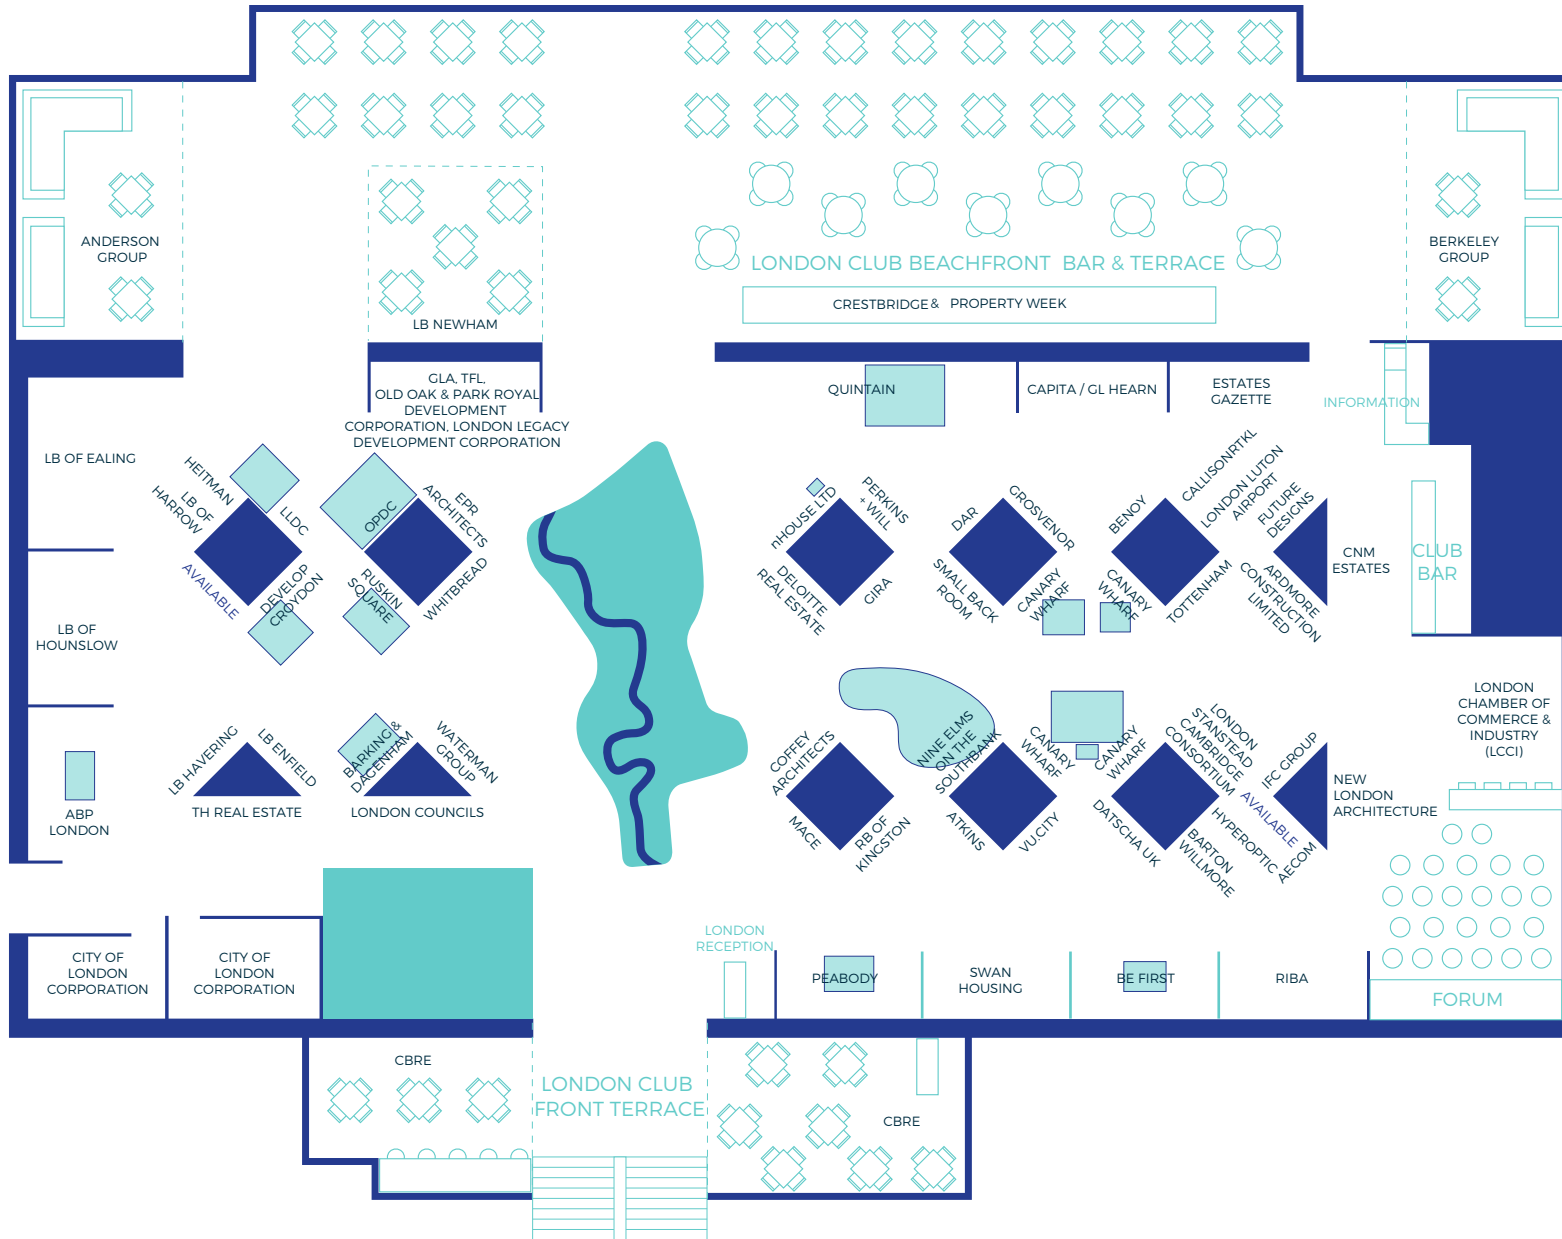 ANDERSON
GROUP
LB NEWHAM
LONDON CLUB BEACHFRONT BAR & TERRACE
CRESTBRIDGE & PROPERTY WEEK
BERKELEY
GROUP
GLA, TFL,
OLD OAK & PARK ROYAL
DEVELOPMENT
CORPORATION, LONDON LEGACY
DEVELOPMENT CORPORATION
QUINTAIN
CAPITA / GL HEARN
ESTATES
GAZETTE
INFORMATION
LB OF EALING
HEITMAN
LB OF
HARROW
LLDC
AVAILABLE
DEVELOP
CROYDON
OPDC
EPR
ARCHITECTS
RUSKIN
SQUARE
WHITBREAD
nHOUSE LTD
PERKINS
+ WILL
DELOITTE
REAL ESTATE
GIRA
DAR
GROSVENOR
SMALL BACK
ROOM
CANARY
WHARF
BENOY
CALLISONRTKL
LONDON LUTON
AIRPORT
CANARY
WHARF
TOTTENHAM
FUTURE
DESIGNS
CNM
ESTATES
ARDMORE
CONSTRUCTION
LIMITED
CLUB
BAR
LB OF
HOUNSLOW
LB HAVERING
LB ENFIELD
TH REAL ESTATE
BARKING &
DAGENHAM
WATERMAN
GROUP
LONDON COUNCILS
ABP
LONDON
COFFEY
ARCHITECTS
MACE
RB OF
KINGSTON
NINE ELMS
ON THE
SOUTHBANK
CANARY
WHARF
ATKINS
VU.CITY
CANARY
WHARF
LONDON
STANSTEAD
CAMBRIDGE
CONSORTIUM
DATSCHA UK
HYPEROPTIC
BARTON
WILLMORE
IFC GROUP
AVAILABLE
AECOM
NEW
LONDON
ARCHITECTURE
LONDON
CHAMBER OF
COMMERCE &
INDUSTRY
(LCCI)
CITY OF
LONDON
CORPORATION
CITY OF
LONDON
CORPORATION
LONDON
RECEPTION
PEABODY
SWAN
HOUSING
BE FIRST
RIBA
FORUM
CBRE
LONDON CLUB
FRONT TERRACE
CBRE